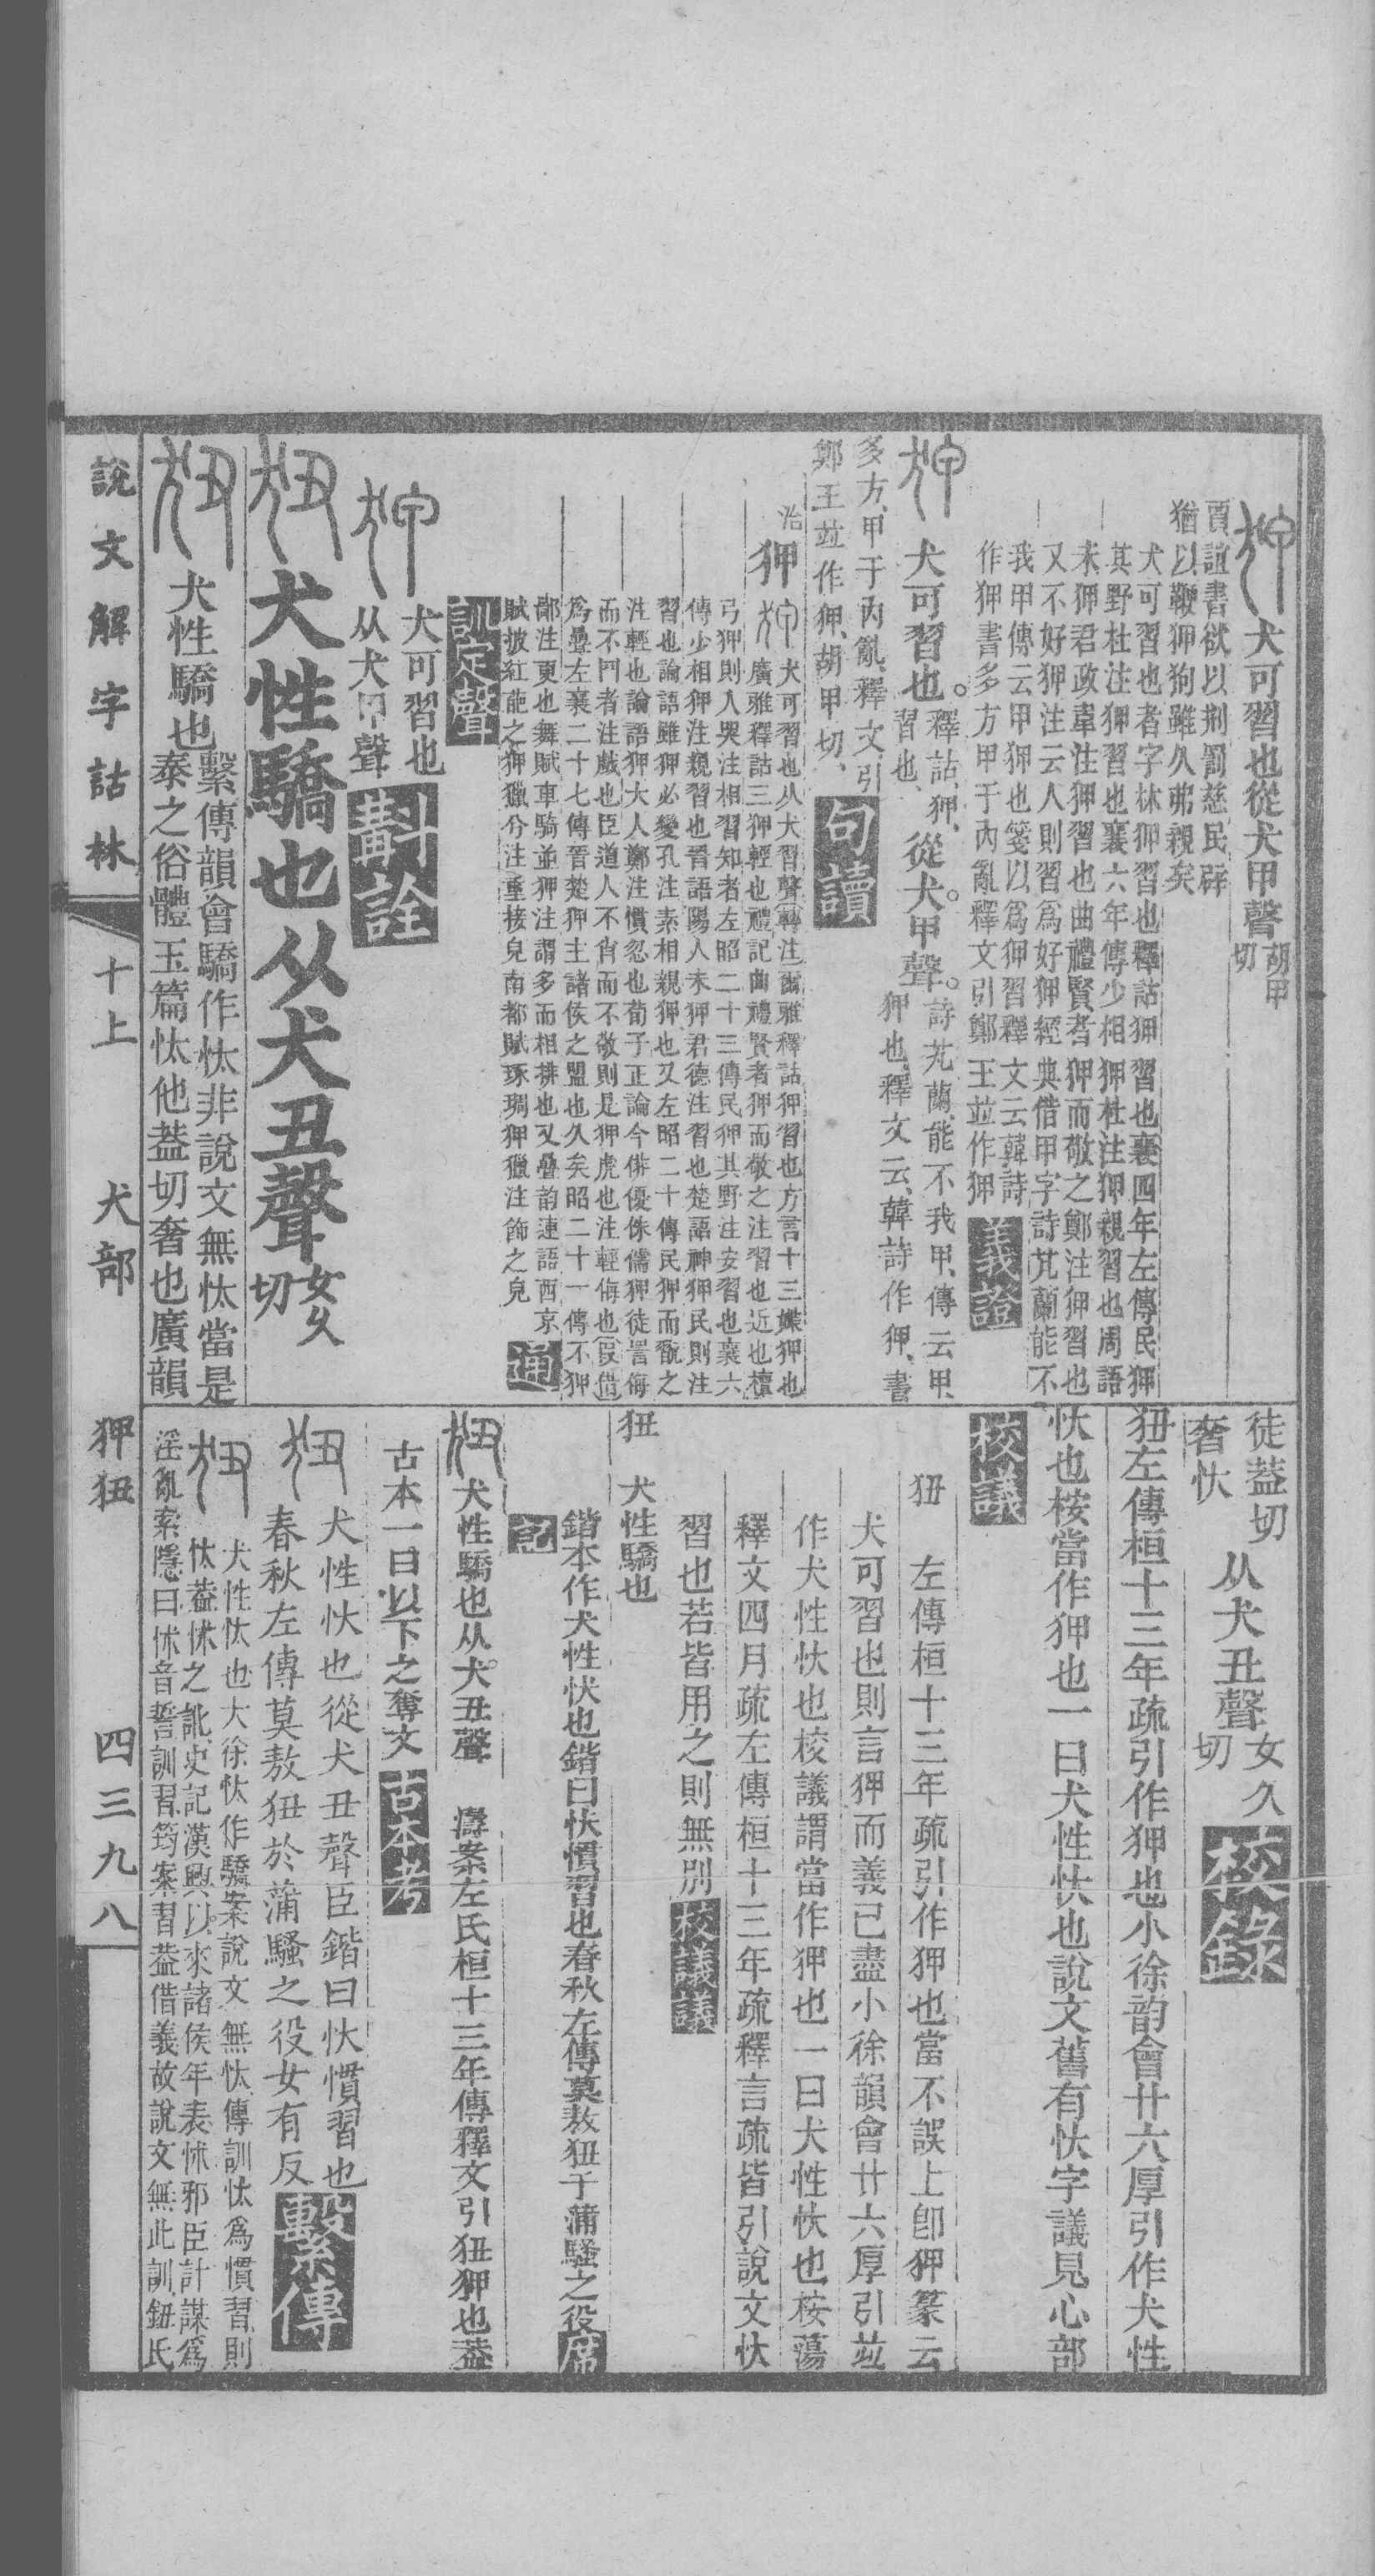 犬可習也從犬甲聲胡甲切
賈誼書欲以刑罰慈民辟
猶以鞭狎狗雖久弗親矣
犬可習也者字林狎習也釋詁狎習也襄四年左傳民狎
其野杜注狎習也襄六年傳少相狎杜注狎親習也周語
未狎君政韋注狎習也曲禮賢者狎而敬之鄭注狎習也
又不好狎注云人則習爲好狎經典借甲字詩芄蘭能不
我甲傳云甲狎也箋以爲狎習釋文云韓詩
作狎書多方甲于內亂釋文引鄭王並作狎 義證
犬可習也。釋詁、狎、習也、從犬。甲聲。詩芄蘭、能不我甲、傳云甲、狎也、釋文云、韓詩作狎、書
多方、甲于內亂、釋文引
鄭王竝作狎、胡甲切、 句讀
狎 犬可習也从犬習聲轉注爾雅釋詁狎習也方言十三媟狎也
廣雅釋詁三狎輕也禮記曲禮賢者狎而敬之注習也近也檀
弓狎則人哭注相習知者左昭二十三傳民狎其野注安習也襄六
傳少相狎注親習也晉語陽人未狎君德注習也楚語神狎民則注
習也論語雖狎必變孔注素相親狎也又左昭二十傳民狎而翫之
注輕也論語狎大人鄭注慣忽也荀子正論今俳優侏儒狎徒詈侮
而不鬥者注戲也臣道人不肖而不敬則是狎虎也注輕侮也叚借
爲疊左襄二十七傳晉楚狎主諸侯之盟也久矣昭二十一傳不狎
鄙注更也舞賦車騎並狎注謂多而相排也又疊韵連語西京
賦披紅葩之狎獵兮注重接皃南都賦琢琱狎獵注飾之皃 通
訓定聲
犬可習也
从犬甲聲 斠詮
犬性驕也从犬丑聲女久切
犬性驕也繫傳韻會驕作忕非說文無忕當是
泰之俗體玉篇忕他蓋切奢也廣韻
徒蓋切
奢忕 从犬丑聲女久切 校錄
狃左傳桓十三年疏引作狎也小徐韵會廿六厚引作犬性
忕也桉當作狎也一曰犬性忕也說文舊有忕字議見心部
校議
狃 左傳桓十三年疏引作狎也當不誤上卽狎篆云
犬可習也則言狎而義已盡小徐韻會廿六厚引竝
作犬性忕也校議謂當作狎也一曰犬性忕也桉蕩
釋文四月疏左傳桓十三年疏釋言疏皆引說文忕
習也若皆用之則無別 校議議
狃 犬性驕也
鍇本作犬性忕也鍇曰忕慣習也春秋左傳莫敖狃于蒲騷之役 席
記
犬性驕也从犬丑聲 濤案左氏桓十三年傳釋文引狃狎也葢
古本一曰以下之奪文 古本考
犬性忕也從犬丑聲臣鍇曰忕慣習也
春秋左傳莫敖狃於蒲騷之役女有反 繫傳
犬性忕也大徐忕作驕案說文無忕傳訓忕爲慣習則
忕蓋怵之訛史記漢興以來諸侯年表怵邪臣計謀爲
淫亂索隱曰怵音誓訓習筠案習葢借義故說文無此訓鈕氏
說文解字詁林 十上 犬部 狎狃 四三九八